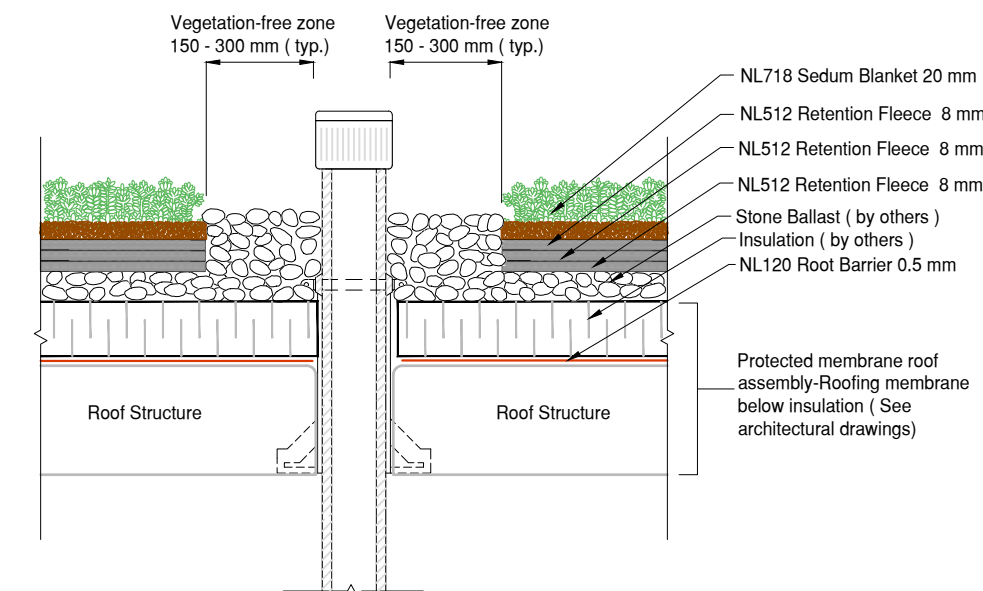 Vegetation-free zone
150 - 300 mm ( typ.)
Vegetation-free zone
150 - 300 mm ( typ.)
NL718 Sedum Blanket 20 mm
NL512 Retention Fleece  8 mm
NL512 Retention Fleece  8 mm
NL512 Retention Fleece  8 mm
Stone Ballast ( by others )
Insulation ( by others )
NL120 Root Barrier 0.5 mm
Protected membrane roof
assembly-Roofing membrane
below insulation ( See
architectural drawings)
Roof Structure
Roof Structure